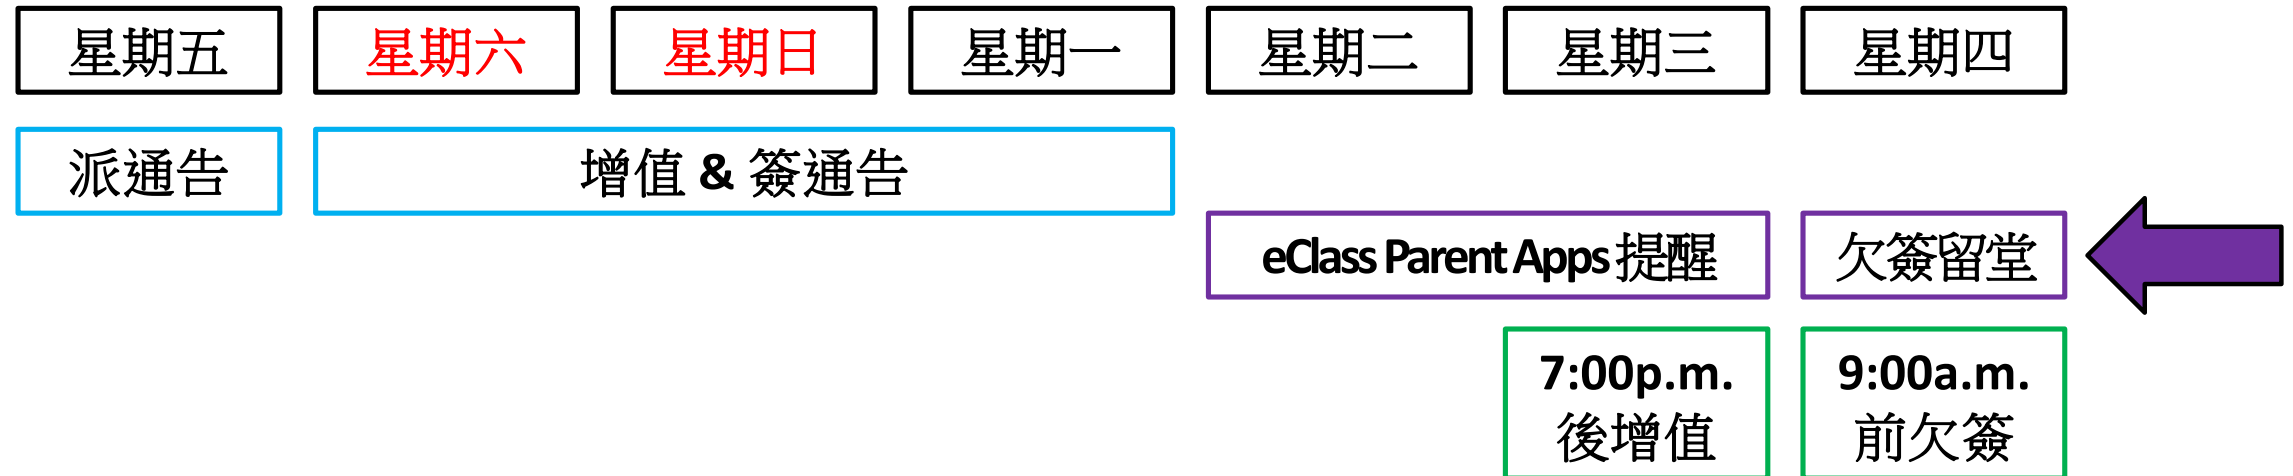 星期五 星期六 星期日 星期一 星期二 星期三 星期四
派通告 增值 & 簽通告
eClass Parent Apps 提醒 欠簽留堂
7:00p.m. 9:00a.m.
後增值 前欠簽